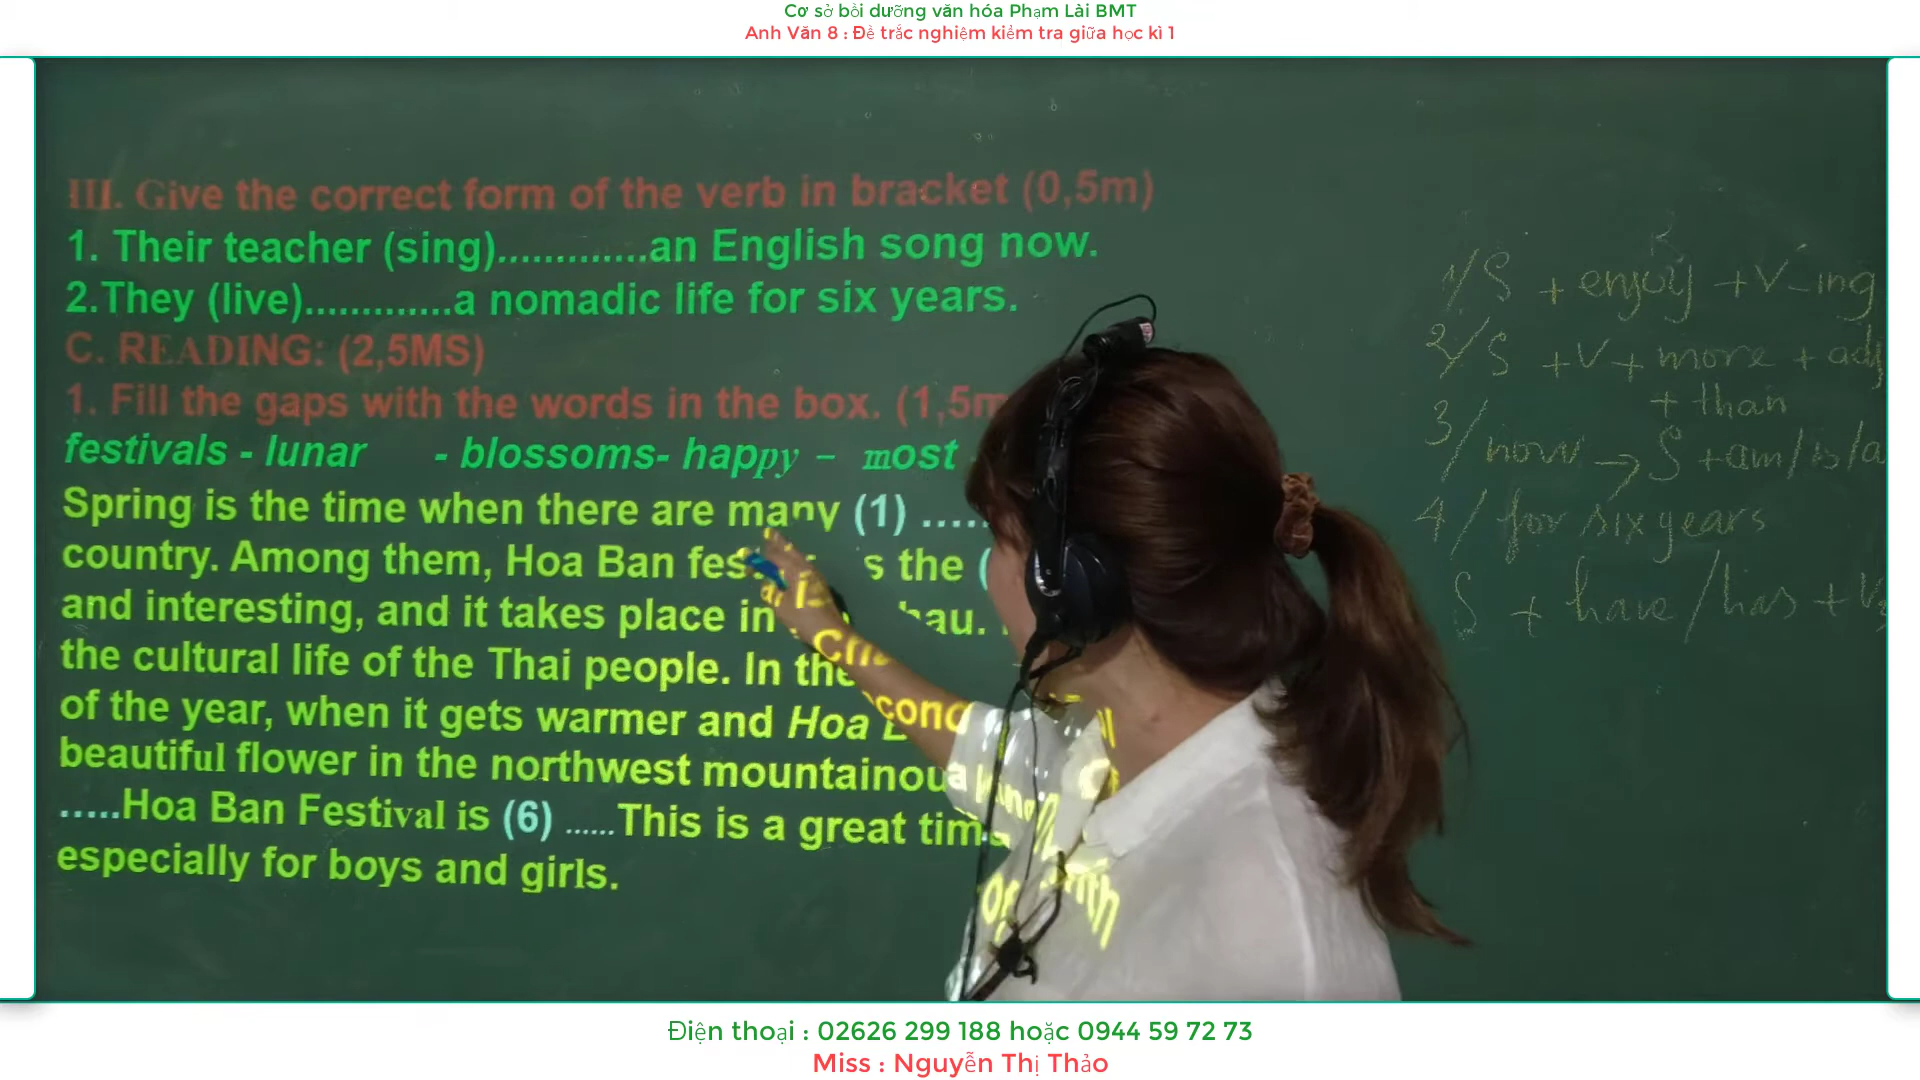 Cơ sở bồi dưỡng văn hóa Phạm Lài BMT
Anh Văn 8 : Đề trắc nghiệm kiểm tra giữa học kì 1
III. Give the correct form of the verb in bracket (0,5m)
1. Their teacher (sing).............an English song now.
2.They (live).............a nomadic life for six years.
C. READING: (2,5MS)
1. Fill the gaps with the words in the box. (1,5m
festivals - lunar - blossoms- happy – most
Spring is the time when there are many (1) .....
country. Among them, Hoa Ban s the (
and interesting, and it takes place in
the cultural life of the Thai people. In the
of the year, when it gets warmer and Hoa
beautiful flower in the northwest
.....Hoa Ban Festival is (6) ......This is a great
especially for boys and girls.
1/ S + enjoy + V-ing
2/ S + V + more + adj
+ than
3/ now → S + am/is/a
4/ for six years
S + have/has + V3
Điện thoại : 02626 299 188 hoặc 0944 59 72 73
Miss : Nguyễn Thị Thảo